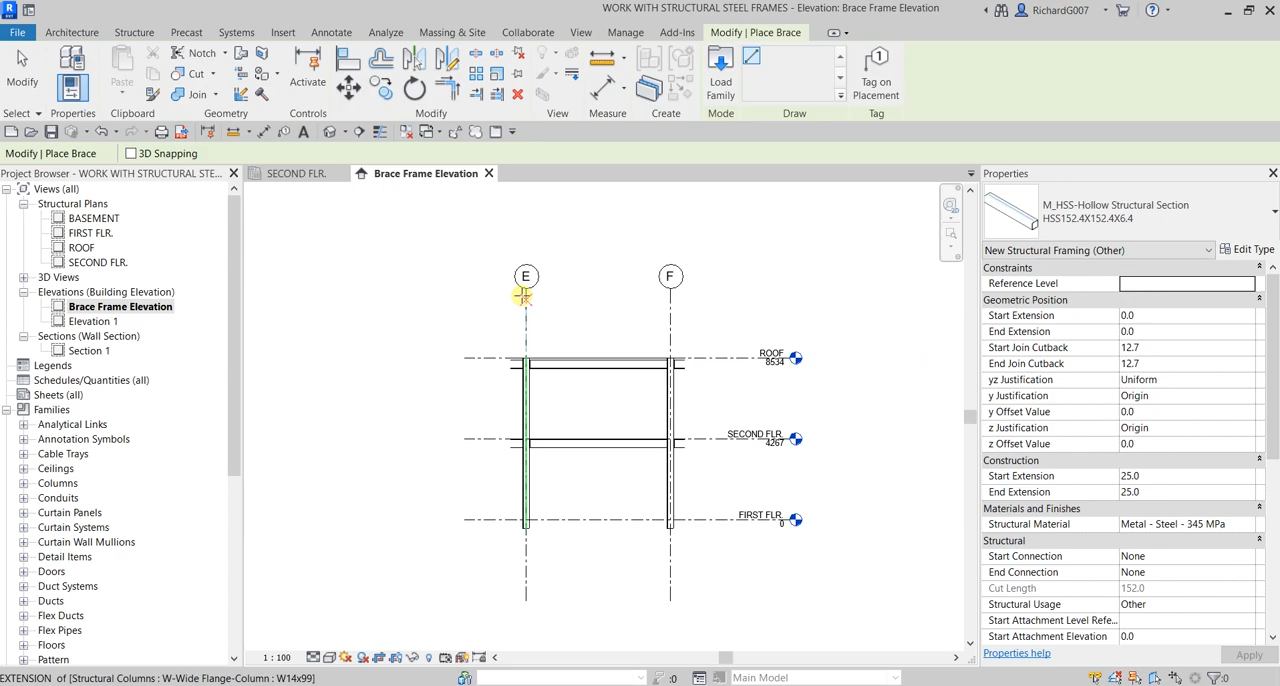 WORK WITH STRUCTURAL STEEL FRAMES - Elevation: Brace Frame Elevation
RichardG007
File Architecture Structure Precast Systems Insert Annotate Analyze Massing & Site Collaborate View Manage Add-Ins Modify | Place Brace
Modify
Paste
Notch
Cut
Join
Activate
Load Family
Tag on Placement
Select Properties Clipboard Geometry Controls Modify View Measure Create Mode Draw Tag
Modify | Place Brace
3D Snapping
Project Browser - WORK WITH STRUCTURAL STE...
SECOND FLR.
Brace Frame Elevation
Properties
Views (all)
Structural Plans
BASEMENT
FIRST FLR.
ROOF
SECOND FLR.
3D Views
Elevations (Building Elevation)
Brace Frame Elevation
Elevation 1
Sections (Wall Section)
Section 1
Legends
Schedules/Quantities (all)
Sheets (all)
Families
Analytical Links
Annotation Symbols
Cable Trays
Ceilings
Columns
Conduits
Curtain Panels
Curtain Systems
Curtain Wall Mullions
Detail Items
Doors
Duct Systems
Ducts
Flex Ducts
Flex Pipes
Floors
Pattern
E F
ROOF
8534
SECOND FLR.
4267
FIRST FLR.
0
M_HSS-Hollow Structural Section
HSS152.4X152.4X6.4
New Structural Framing (Other)
Edit Type
Constraints
Reference Level
Geometric Position
Start Extension 0.0
End Extension 0.0
Start Join Cutback 12.7
End Join Cutback 12.7
yz Justification Uniform
y Justification Origin
y Offset Value 0.0
z Justification Origin
z Offset Value 0.0
Construction
Start Extension 25.0
End Extension 25.0
Materials and Finishes
Structural Material Metal - Steel - 345 MPa
Structural
Start Connection None
End Connection None
Cut Length 152.0
Structural Usage Other
Start Attachment Level Refe...
Start Attachment Elevation 0.0
Properties help
Apply
1 : 100
EXTENSION of [Structural Columns : W-Wide Flange-Column : W14x99]
:0
Main Model
:0